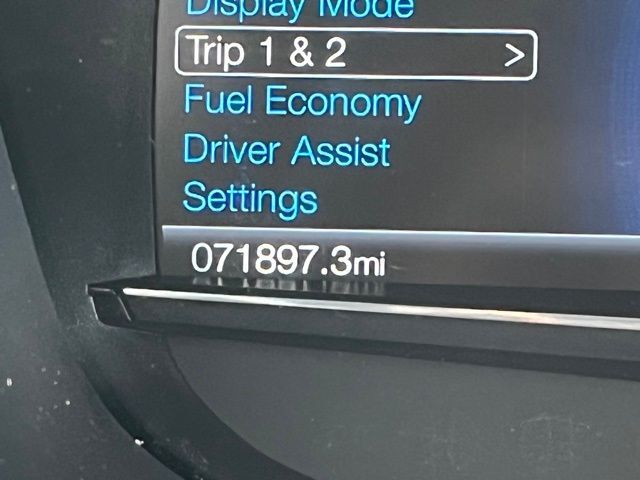 Display Mode
Trip 1 & 2 >
Fuel Economy
Driver Assist
Settings
071897.3mi